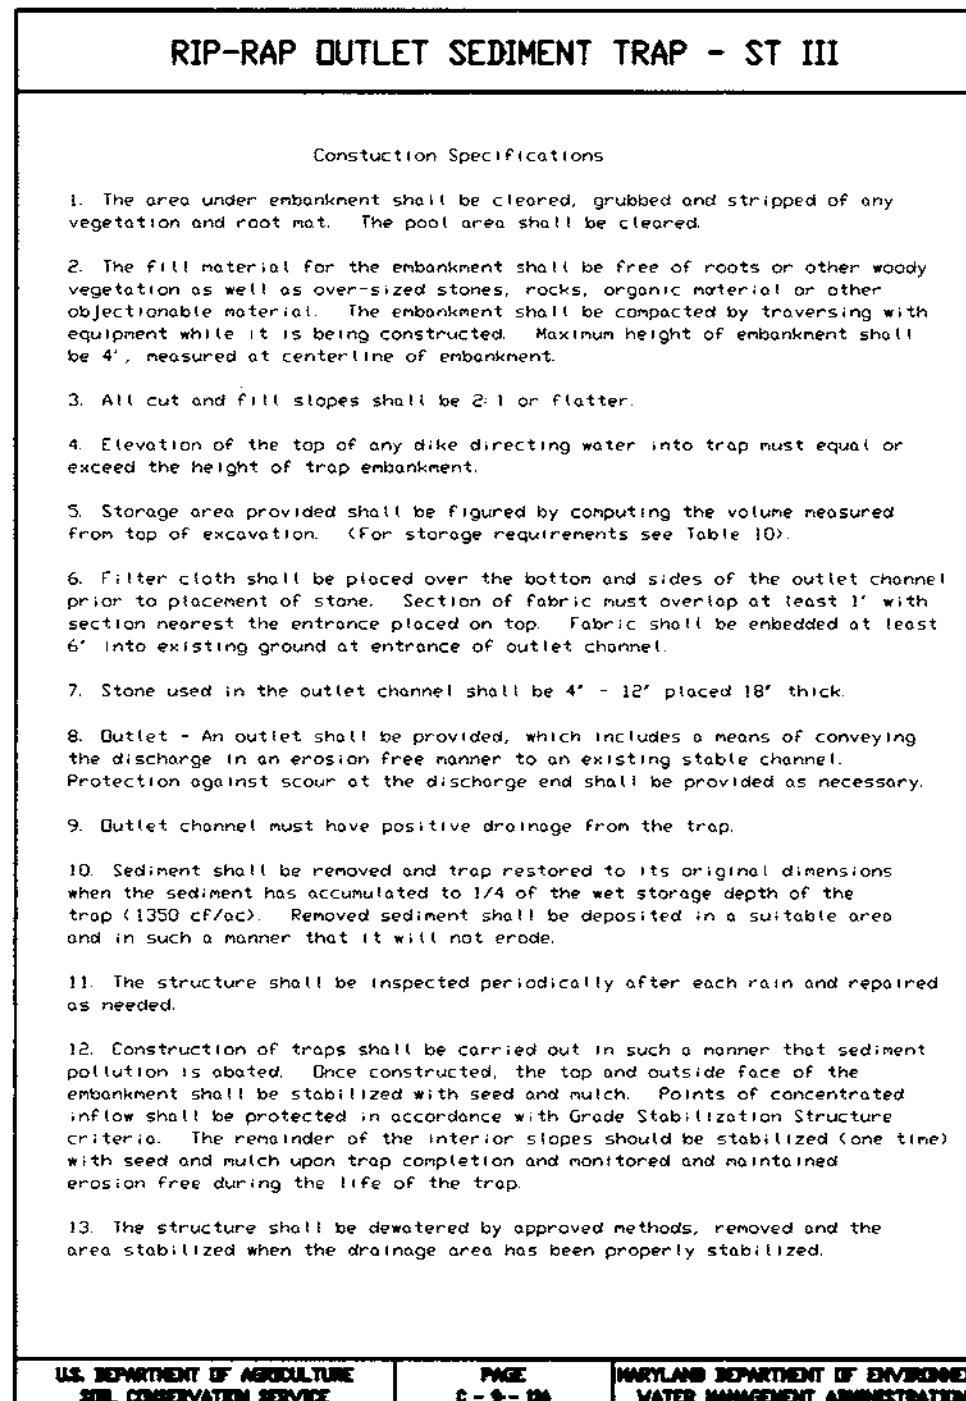 RIP-RAP OUTLET SEDIMENT TRAP - ST III
Constuction Specifications
1. The area under embankment shall be cleared, grubbed and stripped of any
vegetation and root mat. The pool area shall be cleared.
2. The fill material for the embankment shall be free of roots or other woody
vegetation as well as over-sized stones, rocks, organic material or other
objectionable material. The embankment shall be compacted by traversing with
equipment while it is being constructed. Maximum height of embankment shall
be 4', measured at centerline of embankment.
3. All cut and fill slopes shall be 2:1 or flatter.
4. Elevation of the top of any dike directing water into trap must equal or
exceed the height of trap embankment.
5. Storage area provided shall be figured by computing the volume measured
from top of excavation. (For storage requirements see Table 10).
6. Filter cloth shall be placed over the bottom and sides of the outlet channel
prior to placement of stone. Section of fabric must overlap at least 1' with
section nearest the entrance placed on top. Fabric shall be embedded at least
6" into existing ground at entrance of outlet channel.
7. Stone used in the outlet channel shall be 4" - 12" placed 18" thick.
8. Outlet - An outlet shall be provided, which includes a means of conveying
the discharge in an erosion free manner to an existing stable channel.
Protection against scour at the discharge end shall be provided as necessary.
9. Outlet channel must have positive drainage from the trap.
10. Sediment shall be removed and trap restored to its original dimensions
when the sediment has accumulated to 1/4 of the wet storage depth of the
trap (1350 cf/ac). Removed sediment shall be deposited in a suitable area
and in such a manner that it will not erode.
11. The structure shall be inspected periodically after each rain and repaired
as needed.
12. Construction of traps shall be carried out in such a manner that sediment
pollution is abated. Once constructed, the top and outside face of the
embankment shall be stabilized with seed and mulch. Points of concentrated
inflow shall be protected in accordance with Grade Stabilization Structure
criteria. The remainder of the interior slopes should be stabilized (one time)
with seed and mulch upon trap completion and monitored and maintained
erosion free during the life of the trap.
13. The structure shall be dewatered by approved methods, removed and the
area stabilized when the drainage area has been properly stabilized.
U.S. DEPARTMENT OF AGRICULTURE
SOIL CONSERVATION SERVICE
PAGE
C - 9 - 13A
MARYLAND DEPARTMENT OF ENVIRONME
WATER MANAGEMENT ADMINISTRATION